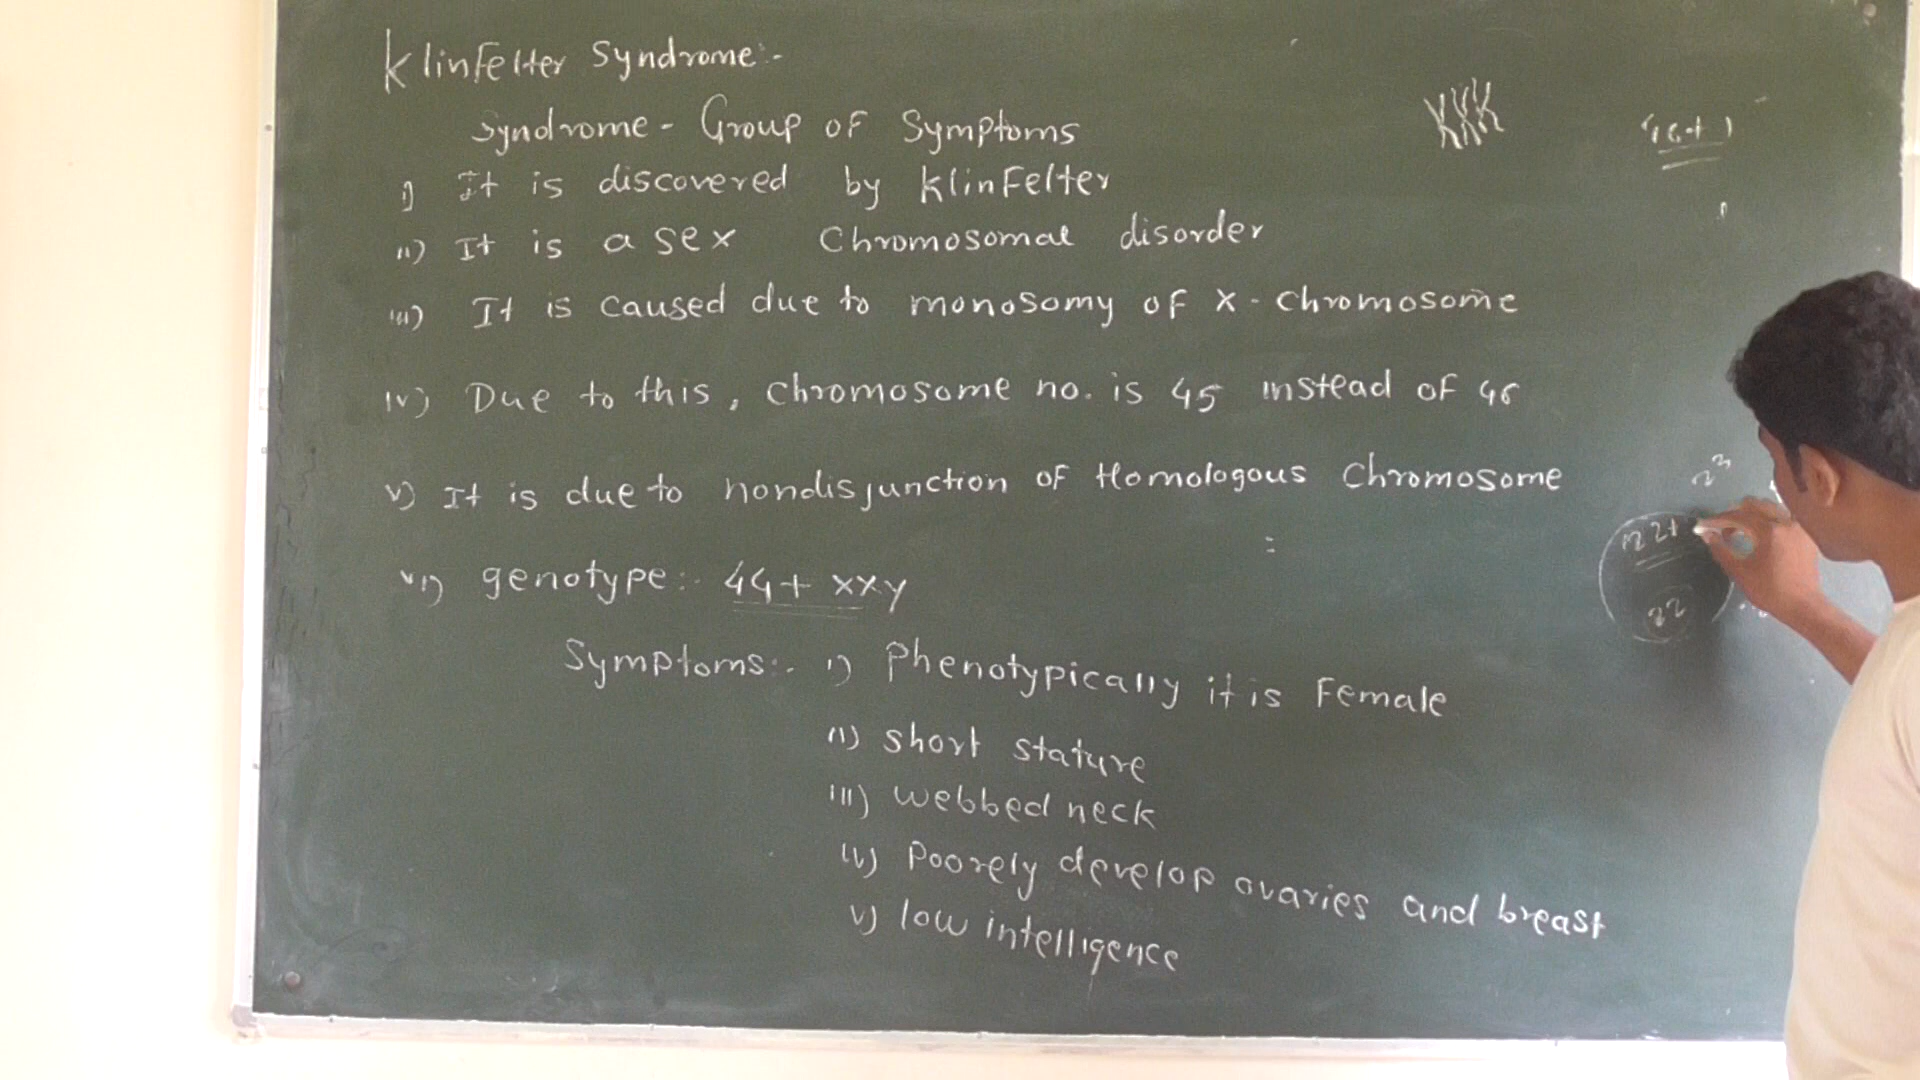 Klinfelter Syndrome:-
Syndrome - Group of Symptoms
i) It is discovered by Klinfelter
ii) It is a sex Chromosomal disorder
iii) It is caused due to monosomy of X-Chromosome
iv) Due to this, Chromosome no. is 45 instead of 46
v) It is due to nondisjunction of Homologous Chromosome
vi) genotype:- 44+ XXY
Symptoms:- i) Phenotypically it is Female
ii) short stature
iii) webbed neck
iv) Poorely develop ovaries and breast
v) low intelligence
22+
22